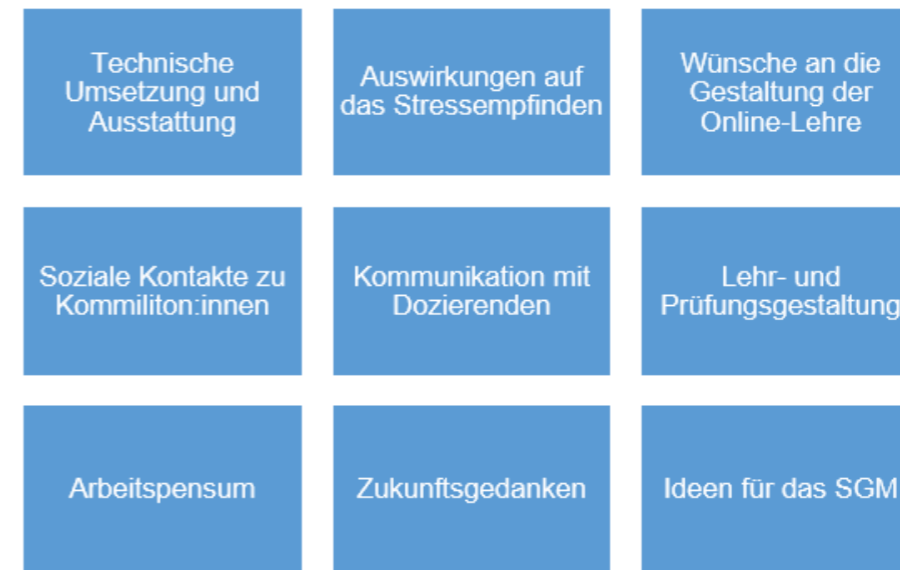 Technische
Umsetzung und
Ausstattung
Auswirkungen auf
das Stressempfinden
Wünsche an die
Gestaltung der
Online-Lehre
Soziale Kontakte zu
Kommiliton:innen
Kommunikation mit
Dozierenden
Lehr- und
Prüfungsgestaltung
Arbeitspensum
Zukunftsgedanken
Ideen für das SGM